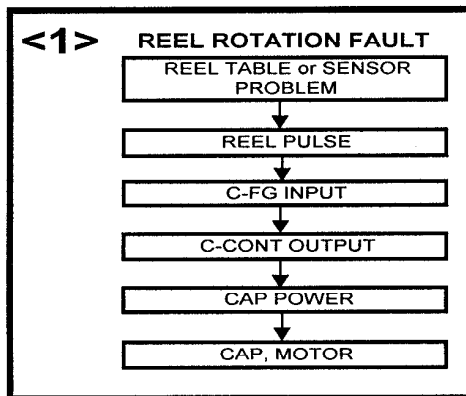 <1> REEL ROTATION FAULT
REEL TABLE or SENSOR
PROBLEM
REEL PULSE
C-FG INPUT
C-CONT OUTPUT
CAP POWER
CAP, MOTOR